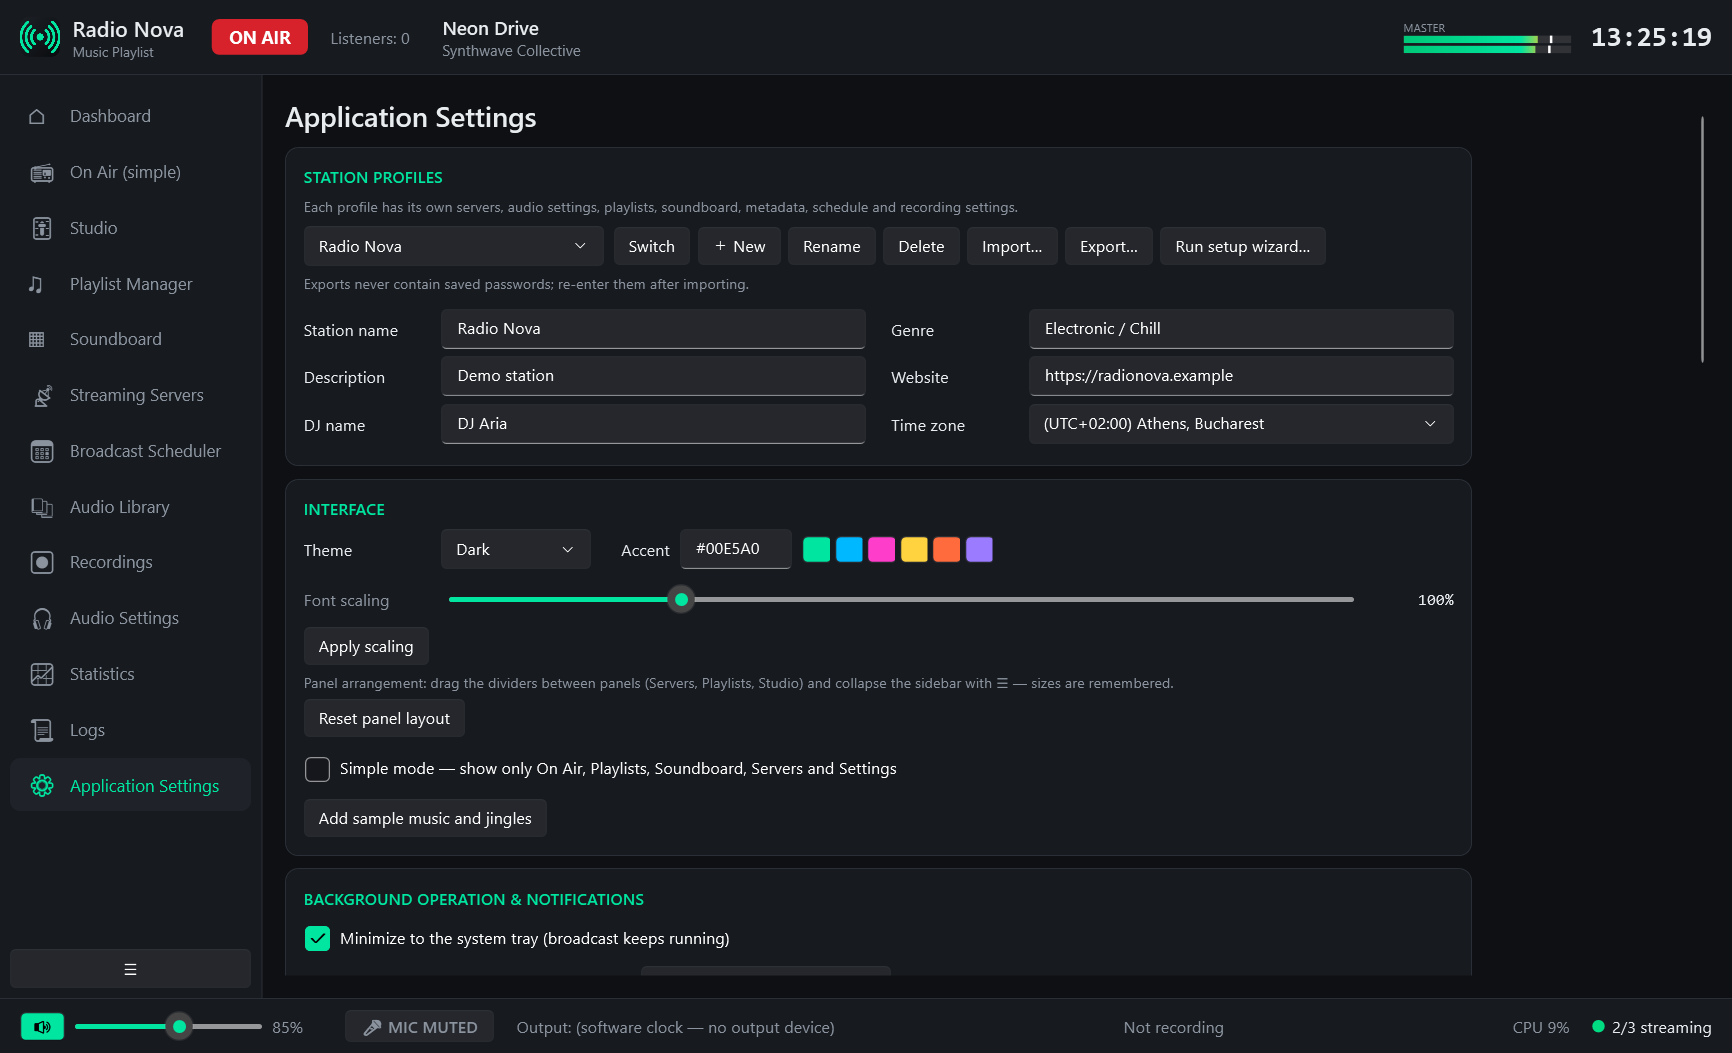 Radio Nova
Music Playlist
ON AIR
Listeners: 0
Neon Drive
Synthwave Collective
MASTER
13:25:19
Dashboard
On Air (simple)
Studio
Playlist Manager
Soundboard
Streaming Servers
Broadcast Scheduler
Audio Library
Recordings
Audio Settings
Statistics
Logs
Application Settings
Application Settings
STATION PROFILES
Each profile has its own servers, audio settings, playlists, soundboard, metadata, schedule and recording settings.
Radio Nova Switch + New Rename Delete Import... Export... Run setup wizard...
Exports never contain saved passwords; re-enter them after importing.
Station name Radio Nova Genre Electronic / Chill
Description Demo station Website https://radionova.example
DJ name DJ Aria Time zone (UTC+02:00) Athens, Bucharest
INTERFACE
Theme Dark Accent #00E5A0
Font scaling 100%
Apply scaling
Panel arrangement: drag the dividers between panels (Servers, Playlists, Studio) and collapse the sidebar with ☰ — sizes are remembered.
Reset panel layout
Simple mode — show only On Air, Playlists, Soundboard, Servers and Settings
Add sample music and jingles
BACKGROUND OPERATION & NOTIFICATIONS
Minimize to the system tray (broadcast keeps running)
85% MIC MUTED Output: (software clock — no output device) Not recording CPU 9% 2/3 streaming